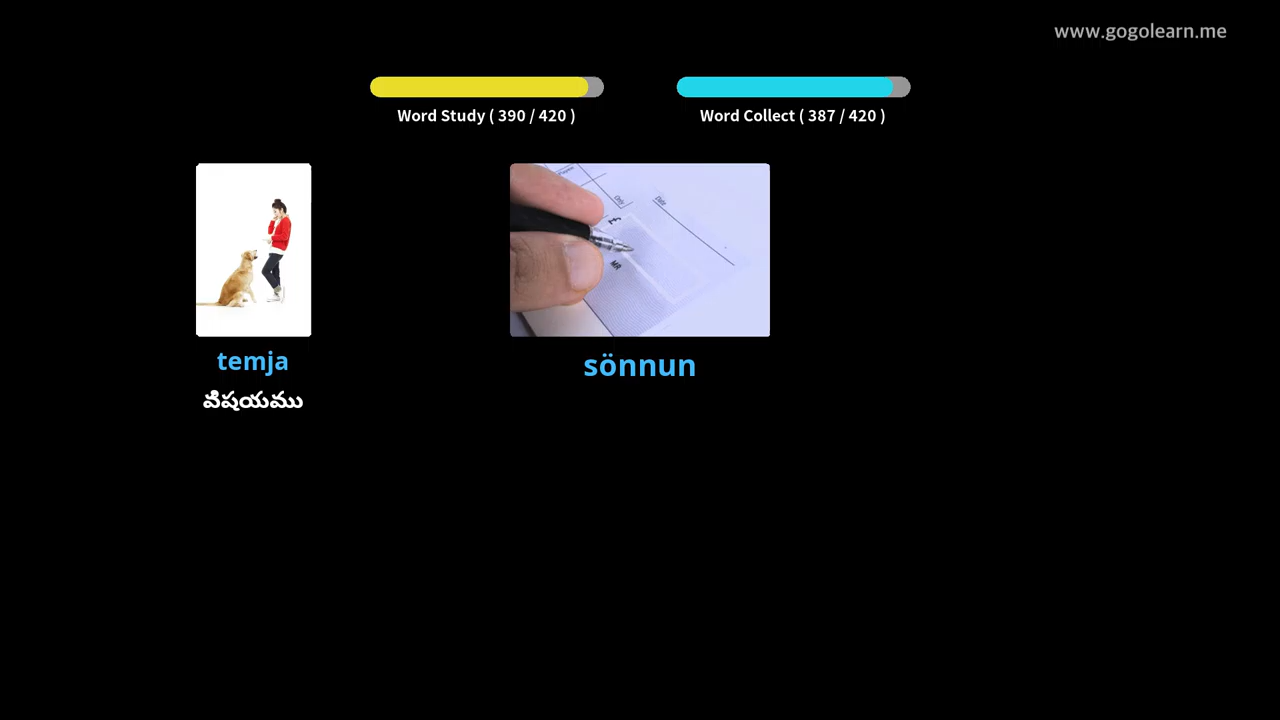 www.gogolearn.me
Word Study ( 390 / 420 )
Word Collect ( 387 / 420 )
temja
విషయము
sönnun